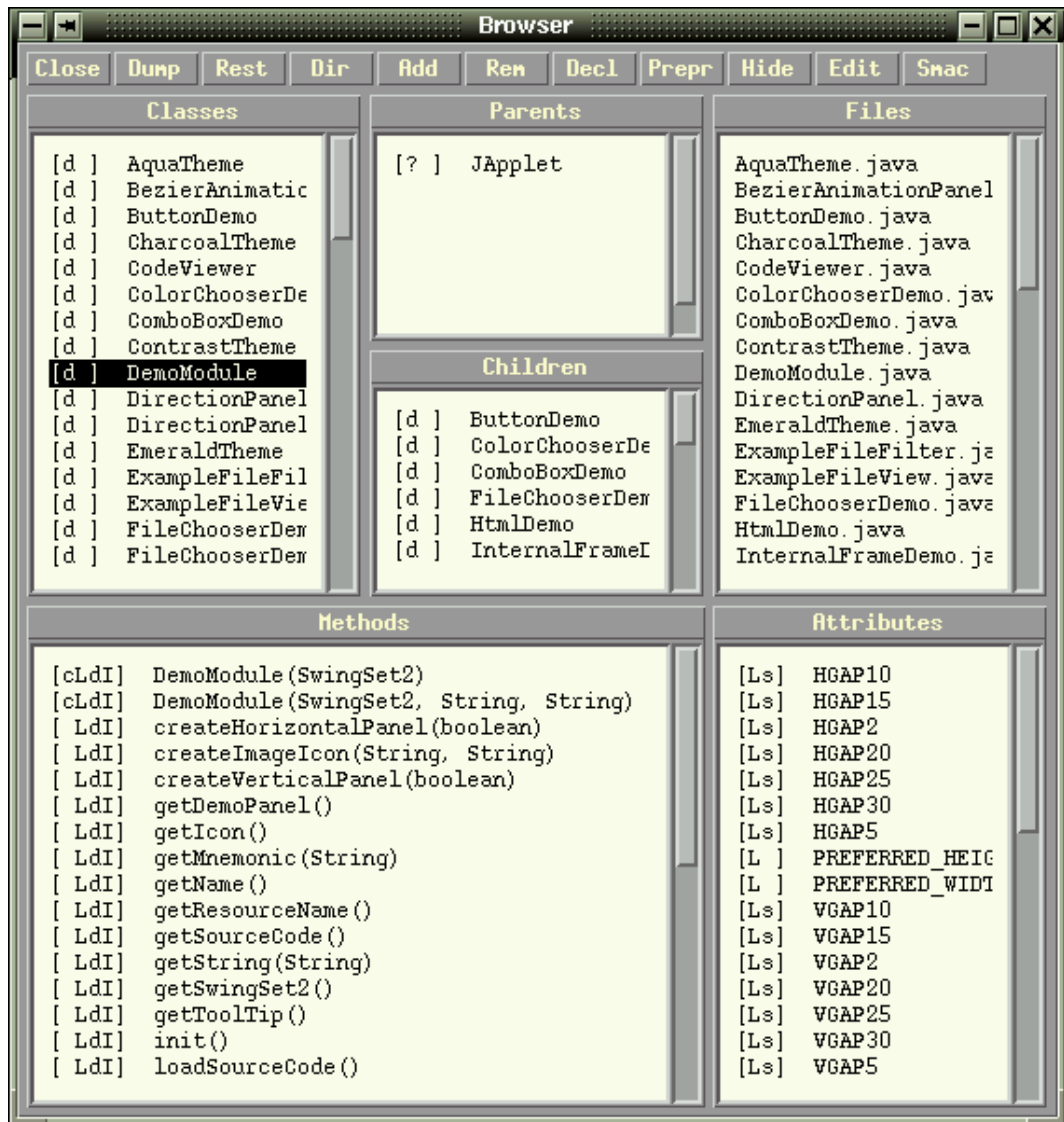 Browser
Close Dump Rest Dir Add Rem Decl Prepr Hide Edit Smac
Classes
[d ] AquaTheme
[d ] BezierAnimatic
[d ] ButtonDemo
[d ] CharcoalTheme
[d ] CodeViewer
[d ] ColorChooserDe
[d ] ComboBoxDemo
[d ] ContrastTheme
[d ] DemoModule
[d ] DirectionPanel
[d ] DirectionPanel
[d ] EmeraldTheme
[d ] ExampleFileFil
[d ] ExampleFileVie
[d ] FileChooserDem
[d ] FileChooserDem
Parents
[? ] JApplet
Children
[d ] ButtonDemo
[d ] ColorChooserDe
[d ] ComboBoxDemo
[d ] FileChooserDem
[d ] HtmlDemo
[d ] InternalFrameD
Files
AquaTheme.java
BezierAnimationPanel
ButtonDemo.java
CharcoalTheme.java
CodeViewer.java
ColorChooserDemo.jav
ComboBoxDemo.java
ContrastTheme.java
DemoModule.java
DirectionPanel.java
EmeraldTheme.java
ExampleFileFilter.ja
ExampleFileView.java
FileChooserDemo.java
HtmlDemo.java
InternalFrameDemo.ja
Methods
[cLdI] DemoModule(SwingSet2)
[cLdI] DemoModule(SwingSet2, String, String)
[ LdI] createHorizontalPanel(boolean)
[ LdI] createImageIcon(String, String)
[ LdI] createVerticalPanel(boolean)
[ LdI] getDemoPanel()
[ LdI] getIcon()
[ LdI] getMnemonic(String)
[ LdI] getName()
[ LdI] getResourceName()
[ LdI] getSourceCode()
[ LdI] getString(String)
[ LdI] getSwingSet2()
[ LdI] getToolTip()
[ LdI] init()
[ LdI] loadSourceCode()
Attributes
[Ls] HGAP10
[Ls] HGAP15
[Ls] HGAP2
[Ls] HGAP20
[Ls] HGAP25
[Ls] HGAP30
[Ls] HGAP5
[L ] PREFERRED_HEIG
[L ] PREFERRED_WIDT
[Ls] VGAP10
[Ls] VGAP15
[Ls] VGAP2
[Ls] VGAP20
[Ls] VGAP25
[Ls] VGAP30
[Ls] VGAP5